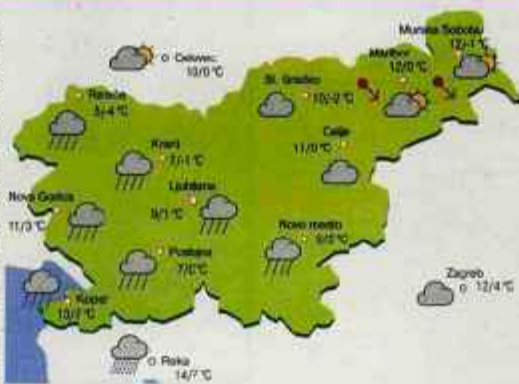 Murska Sobota
12/-1 °C
Maribor
12/0 °C
Celovec
10/0 °C
Sl. Gradec
10/-2 °C
Rateče
5/-4 °C
Celje
11/0 °C
Kranj
7/-1 °C
Ljubljana
9/1 °C
Nova Gorica
11/3 °C
Novo mesto
9/2 °C
Postojna
7/0 °C
Zagreb
12/4 °C
Koper
13/7 °C
Reka
14/7 °C